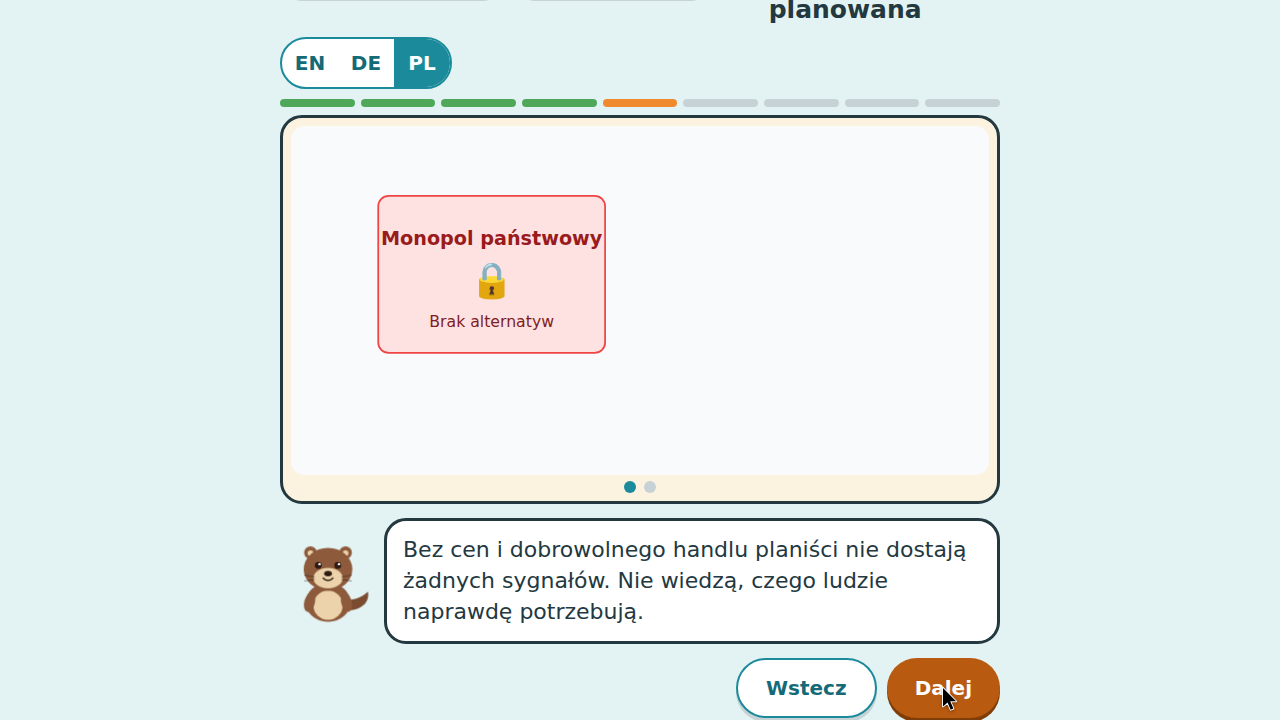 planowana
EN DE PL
Monopol państwowy
Brak alternatyw
Bez cen i dobrowolnego handlu planiści nie dostają
żadnych sygnałów. Nie wiedzą, czego ludzie
naprawdę potrzebują.
Wstecz Dalej